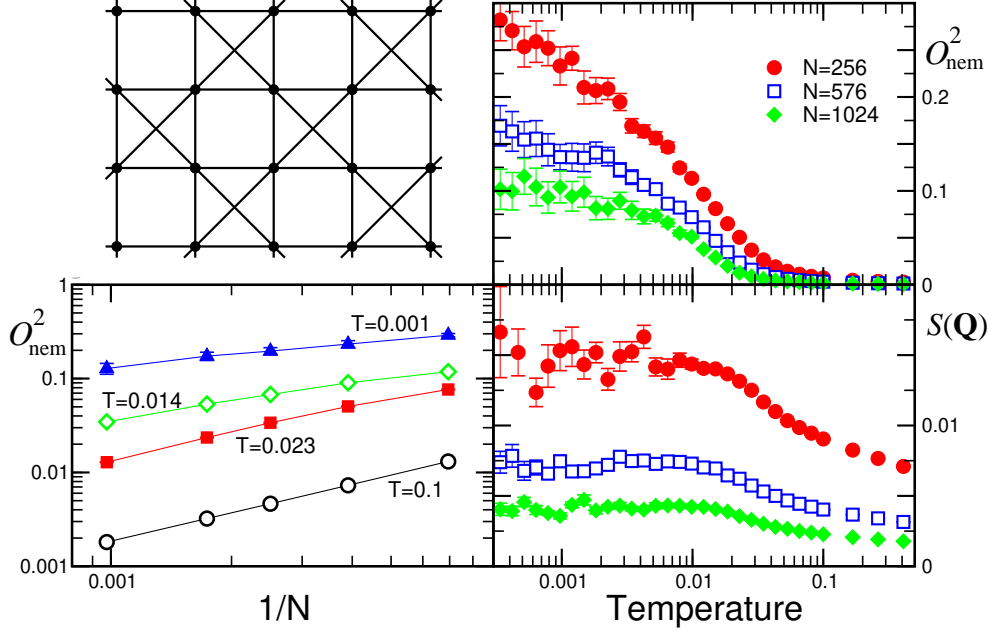 O²nem
N=256
N=576
N=1024
0.2
0.1
0
1
O²nem
0.1
0.01
0.001
T=0.001
T=0.014
T=0.023
T=0.1
0.001
1/N
S(Q)
0.01
0
0.001
0.01
0.1
Temperature